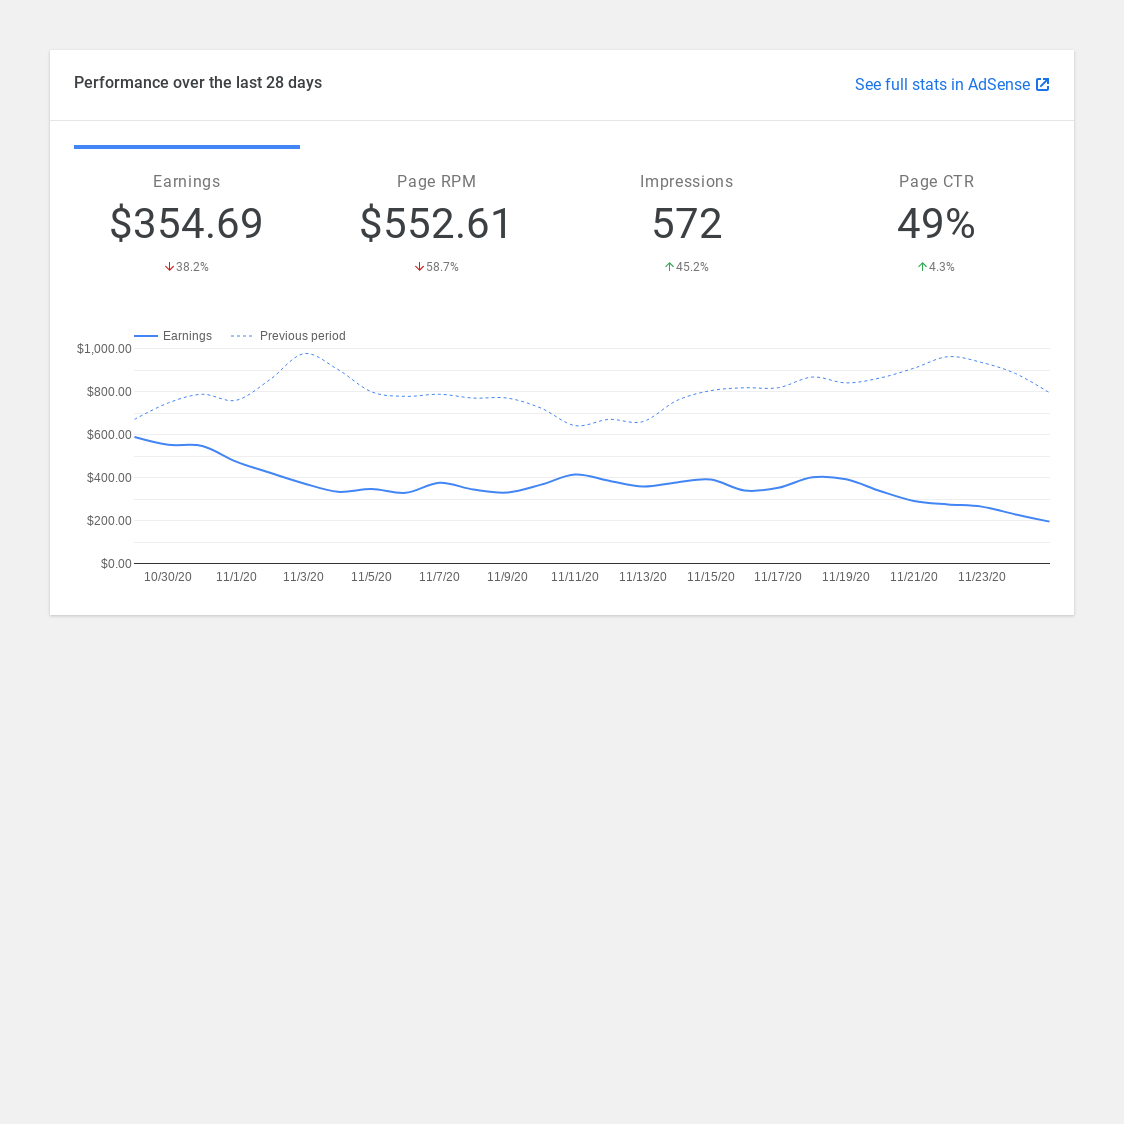 Performance over the last 28 days
See full stats in AdSense
Earnings
$354.69
38.2%
Page RPM
$552.61
58.7%
Impressions
572
45.2%
Page CTR
49%
4.3%
Earnings
Previous period
$1,000.00
$800.00
$600.00
$400.00
$200.00
$0.00
10/30/20 11/1/20 11/3/20 11/5/20 11/7/20 11/9/20 11/11/20 11/13/20 11/15/20 11/17/20 11/19/20 11/21/20 11/23/20